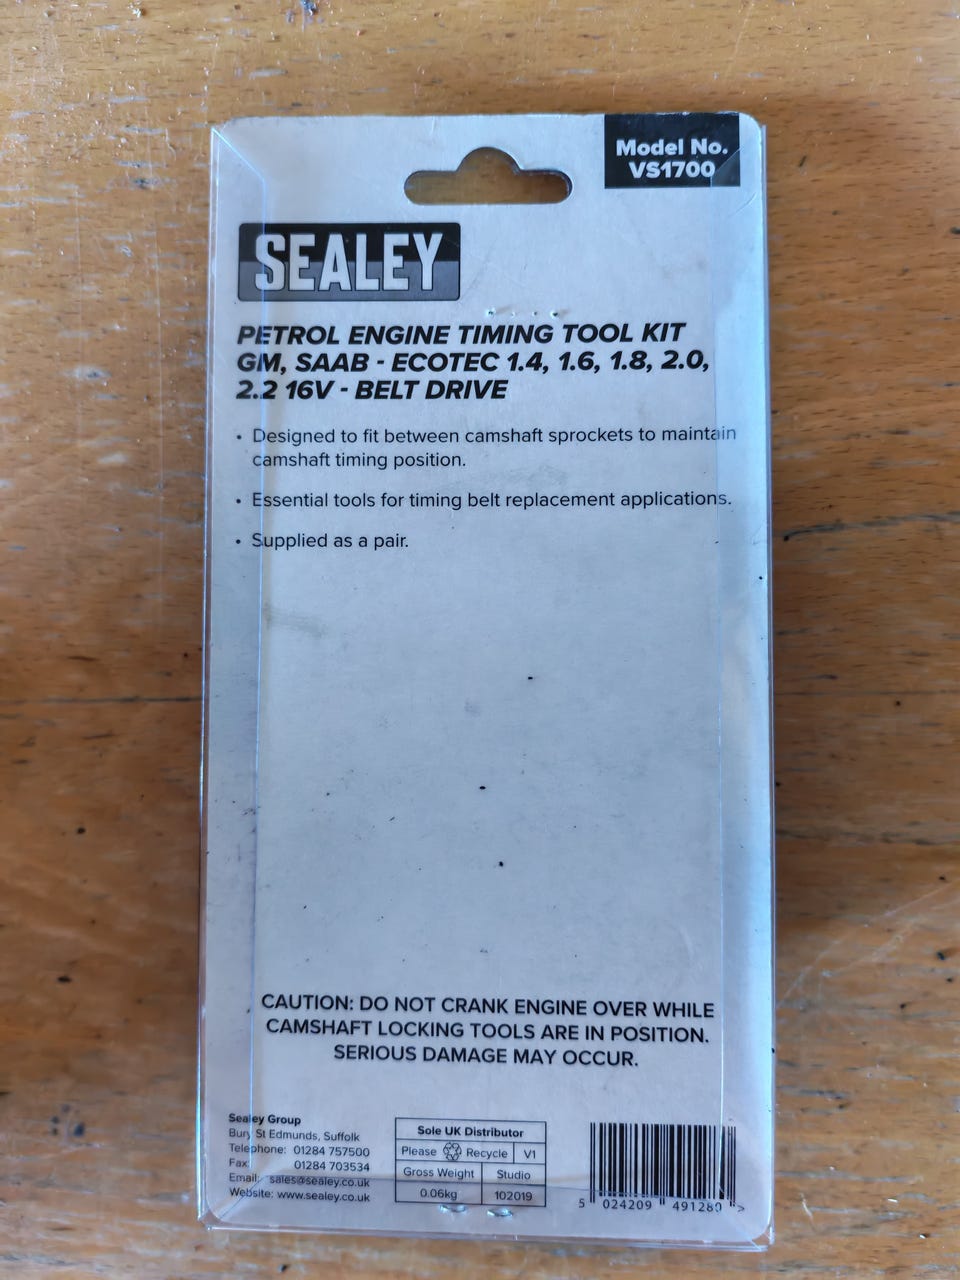 Model No.
VS1700
SEALEY
PETROL ENGINE TIMING TOOL KIT
GM, SAAB - ECOTEC 1.4, 1.6, 1.8, 2.0,
2.2 16V - BELT DRIVE
• Designed to fit between camshaft sprockets to maintain
camshaft timing position.
• Essential tools for timing belt replacement applications.
• Supplied as a pair.
CAUTION: DO NOT CRANK ENGINE OVER WHILE
CAMSHAFT LOCKING TOOLS ARE IN POSITION.
SERIOUS DAMAGE MAY OCCUR.
Sealey Group
Bury St Edmunds, Suffolk
Telephone: 01284 757500
Fax: 01284 703534
Email: sales@sealey.co.uk
Website: www.sealey.co.uk
Sole UK Distributor
Please Recycle V1
Gross Weight Studio
0.06kg 102019
5 024209 491280 >